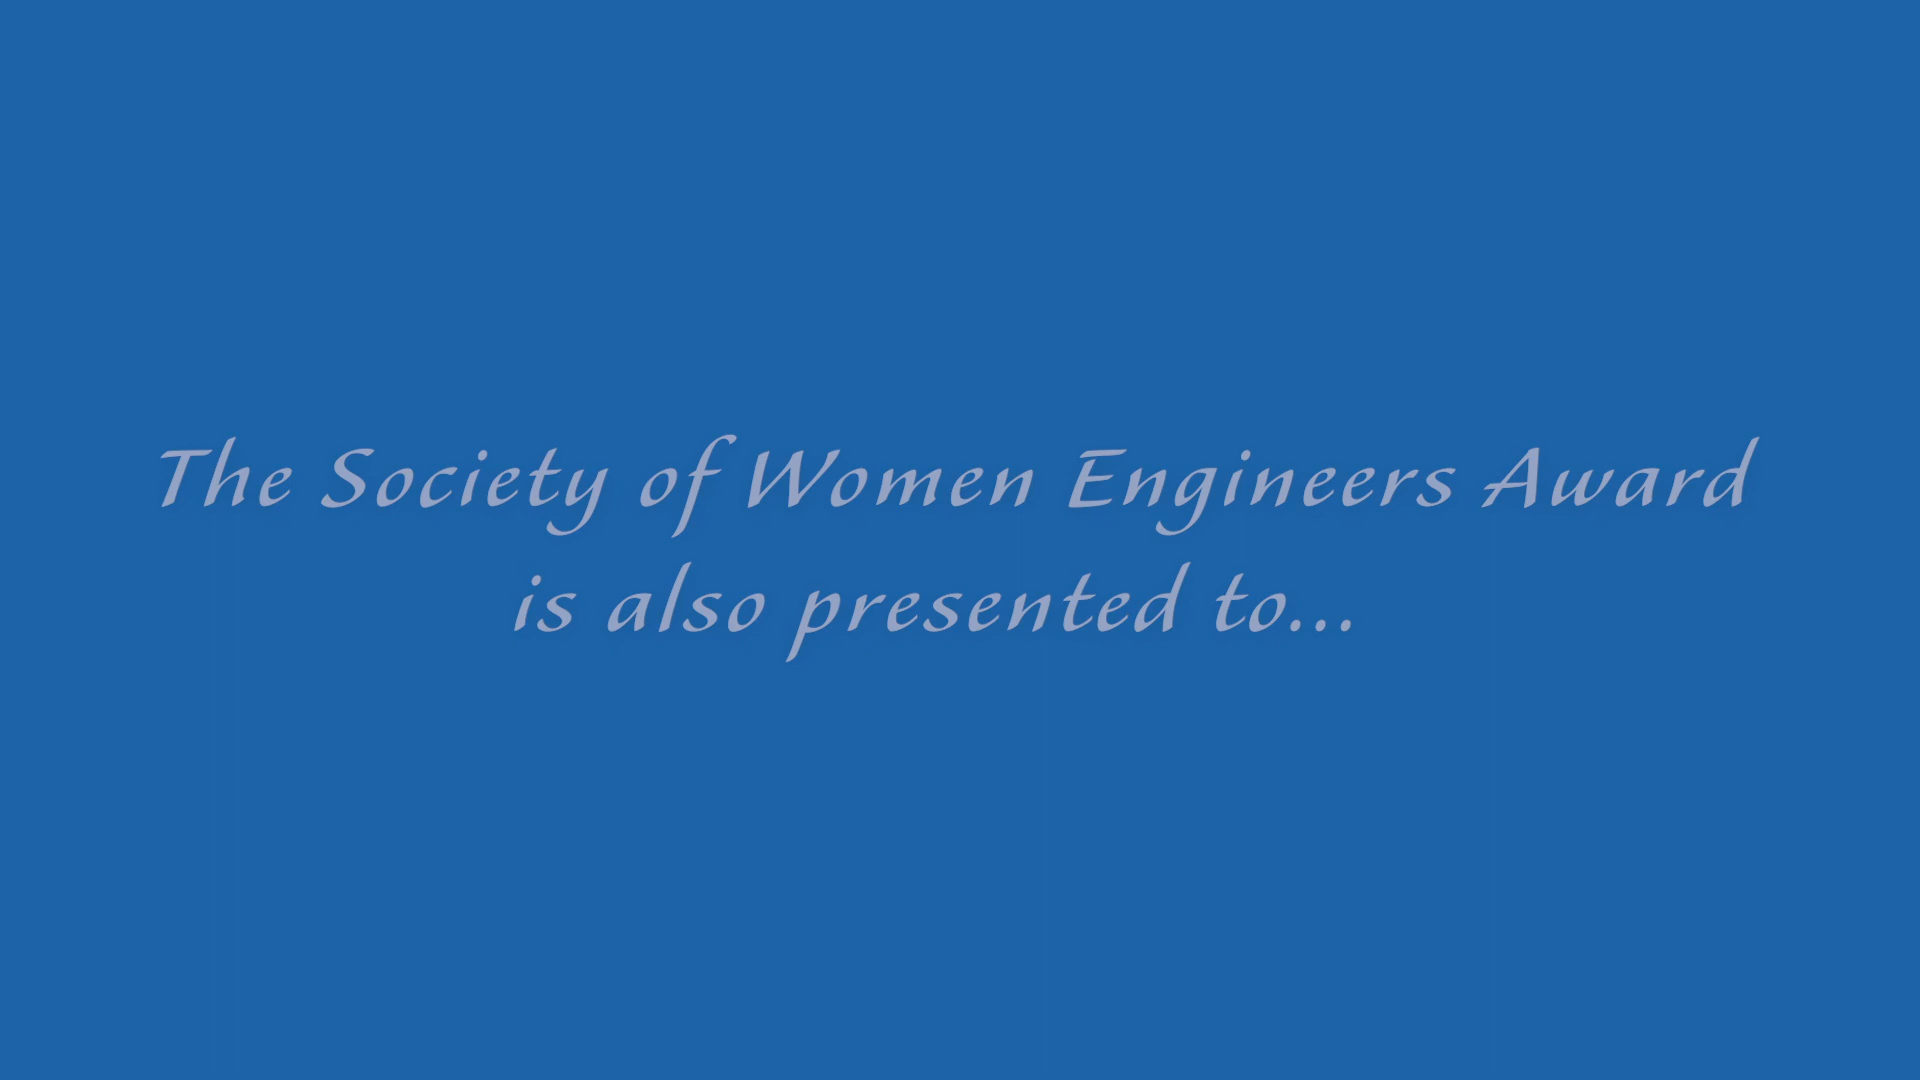 The Society of Women Engineers Award
is also presented to...